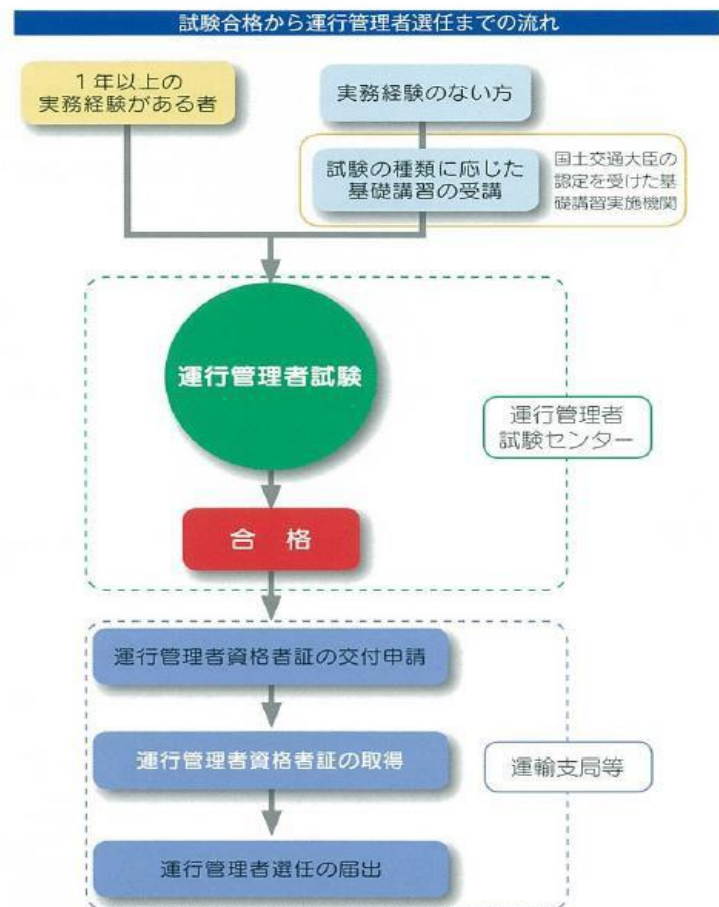 試験合格から運行管理者選任までの流れ
1年以上の
実務経験がある者
実務経験のない方
試験の種類に応じた
基礎講習の受講
国土交通大臣の
認定を受けた基
礎講習実施機関
運行管理者試験
運行管理者
試験センター
合格
運行管理者資格者証の交付申請
運行管理者資格者証の取得
運輸支局等
運行管理者選任の届出